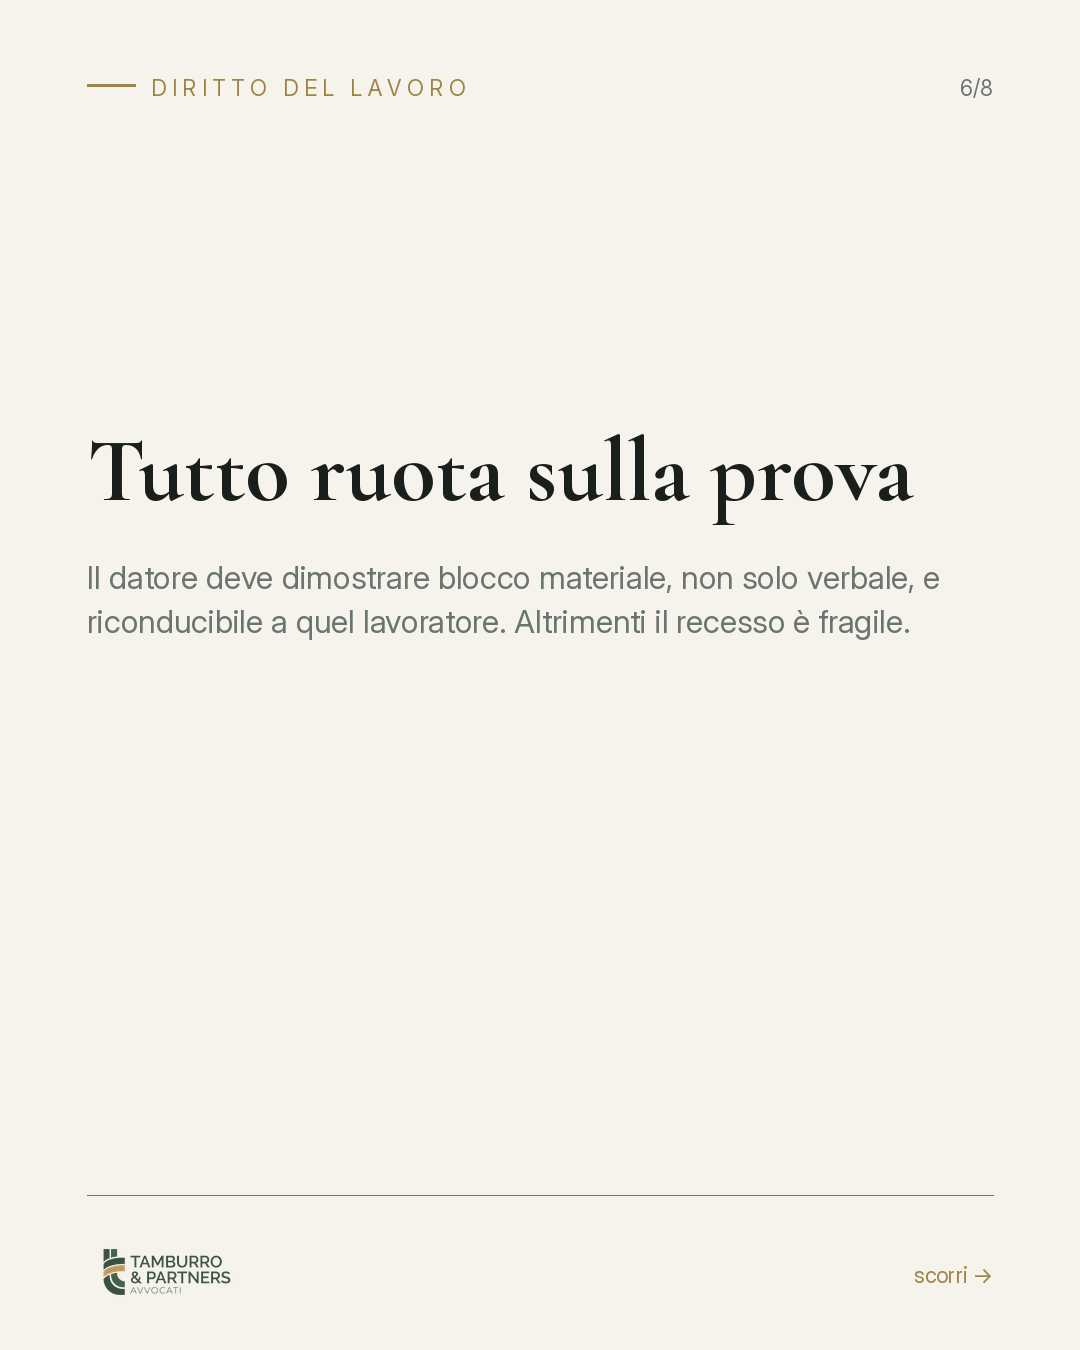 DIRITTO DEL LAVORO
6/8
Tutto ruota sulla prova
Il datore deve dimostrare blocco materiale, non solo verbale, e
riconducibile a quel lavoratore. Altrimenti il recesso è fragile.
TAMBURRO
& PARTNERS
AVVOCATI
scorri →